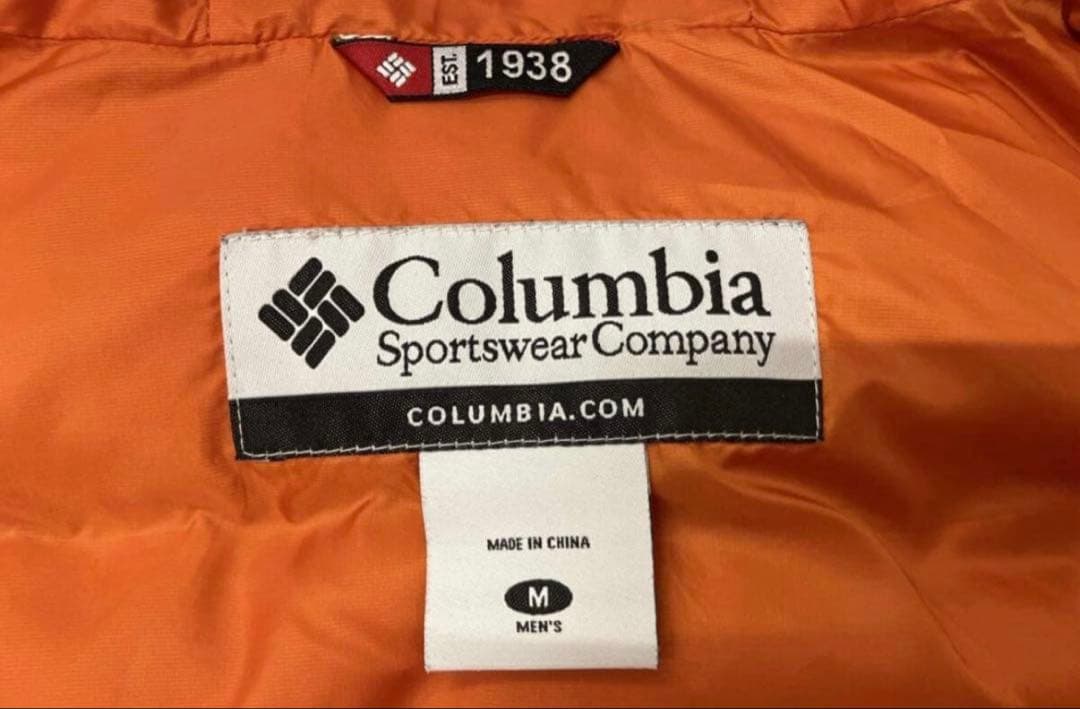 EST. 1938
Columbia
Sportswear Company
COLUMBIA.COM
MADE IN CHINA
M
MEN'S